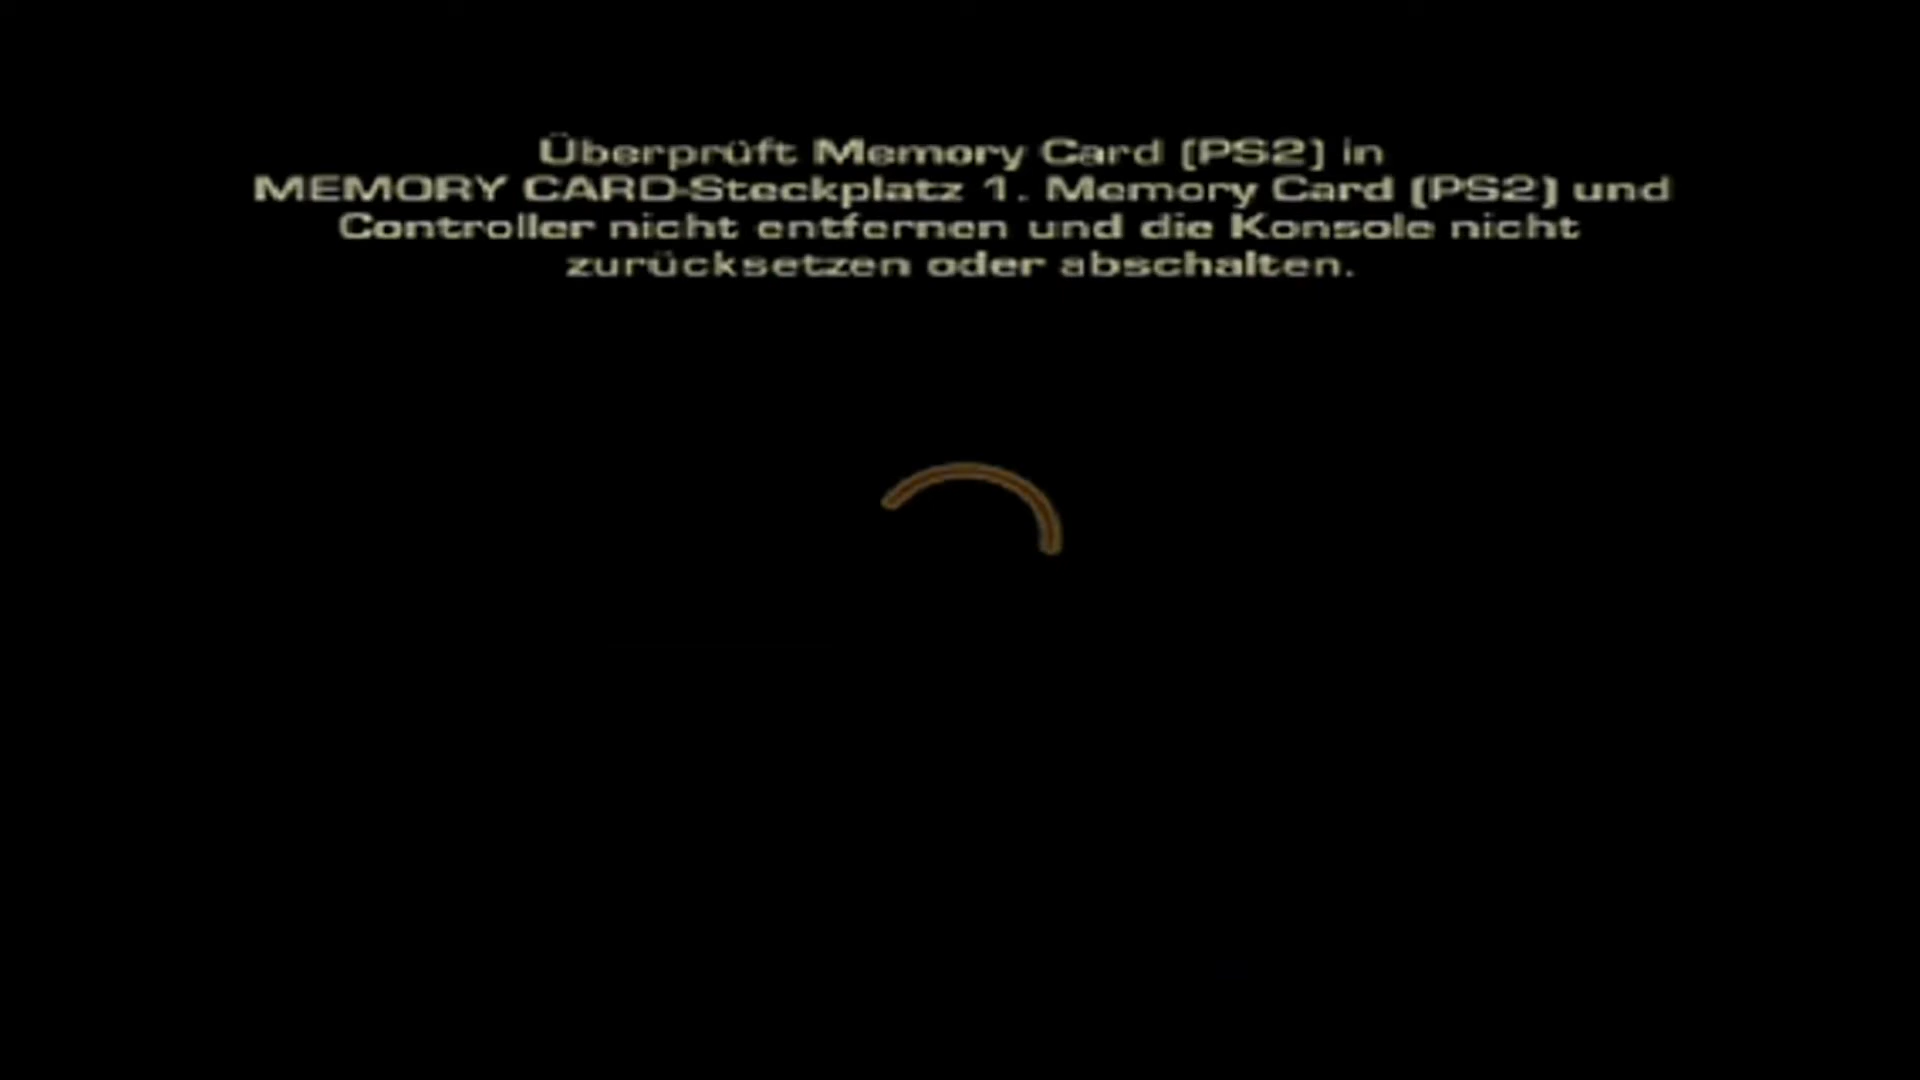 Überprüft Memory Card (PS2) in
MEMORY CARD-Steckplatz 1. Memory Card (PS2) und
Controller nicht entfernen und die Konsole nicht
zurücksetzen oder abschalten.